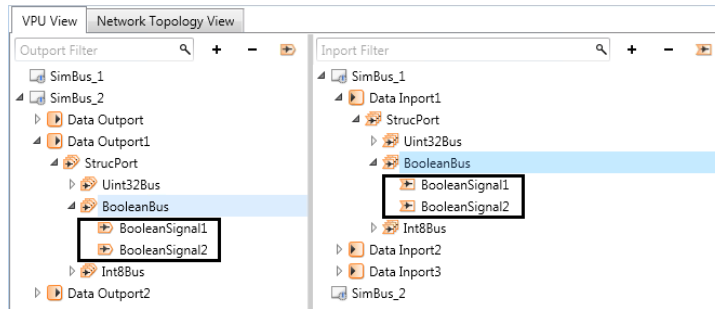 VPU View
Network Topology View
Outport Filter
SimBus_1
SimBus_2
Data Outport
Data Outport1
StrucPort
Uint32Bus
BooleanBus
BooleanSignal1
BooleanSignal2
Int8Bus
Data Outport2
Inport Filter
SimBus_1
Data Inport1
StrucPort
Uint32Bus
BooleanBus
BooleanSignal1
BooleanSignal2
Int8Bus
Data Inport2
Data Inport3
SimBus_2